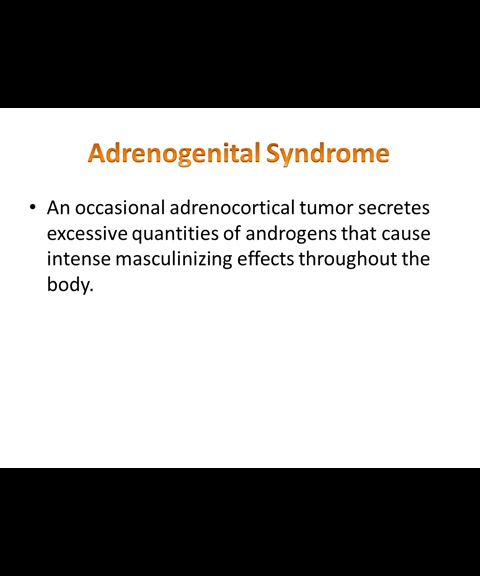 Adrenogenital Syndrome
• An occasional adrenocortical tumor secretes
excessive quantities of androgens that cause
intense masculinizing effects throughout the
body.